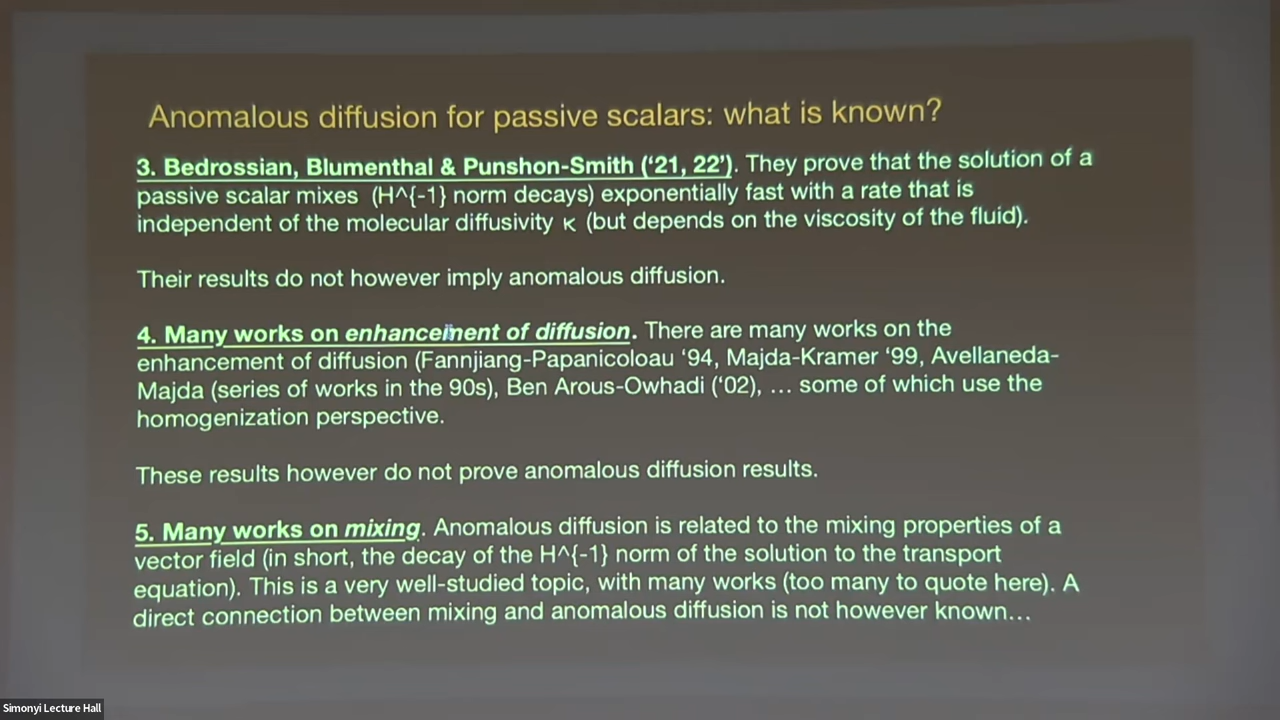 Anomalous diffusion for passive scalars: what is known?
3. Bedrossian, Blumenthal & Punshon-Smith (‘21, 22’). They prove that the solution of a
passive scalar mixes (H^{-1} norm decays) exponentially fast with a rate that is
independent of the molecular diffusivity κ (but depends on the viscosity of the fluid).
Their results do not however imply anomalous diffusion.
4. Many works on enhancement of diffusion. There are many works on the
enhancement of diffusion (Fannjiang-Papanicoloau ‘94, Majda-Kramer ‘99, Avellaneda-
Majda (series of works in the 90s), Ben Arous-Owhadi (‘02), … some of which use the
homogenization perspective.
These results however do not prove anomalous diffusion results.
5. Many works on mixing. Anomalous diffusion is related to the mixing properties of a
vector field (in short, the decay of the H^{-1} norm of the solution to the transport
equation). This is a very well-studied topic, with many works (too many to quote here). A
direct connection between mixing and anomalous diffusion is not however known…
Simonyi Lecture Hall